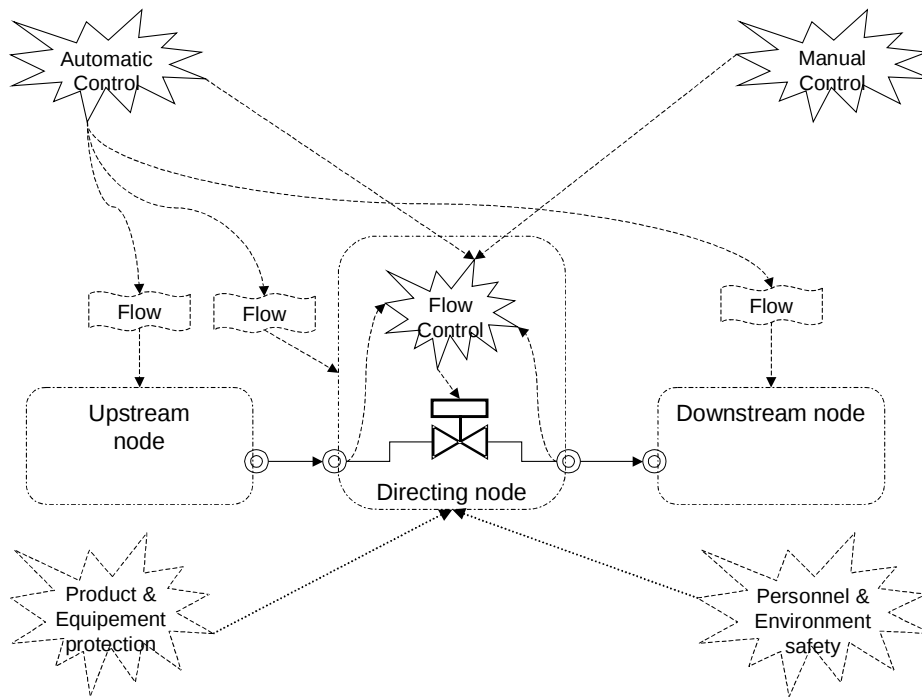 Automatic
Control
Manual
Control
Flow
Flow
Flow
Control
Flow
Upstream
node
Downstream node
Directing node
Product &
Equipement
protection
Personnel &
Environment
safety